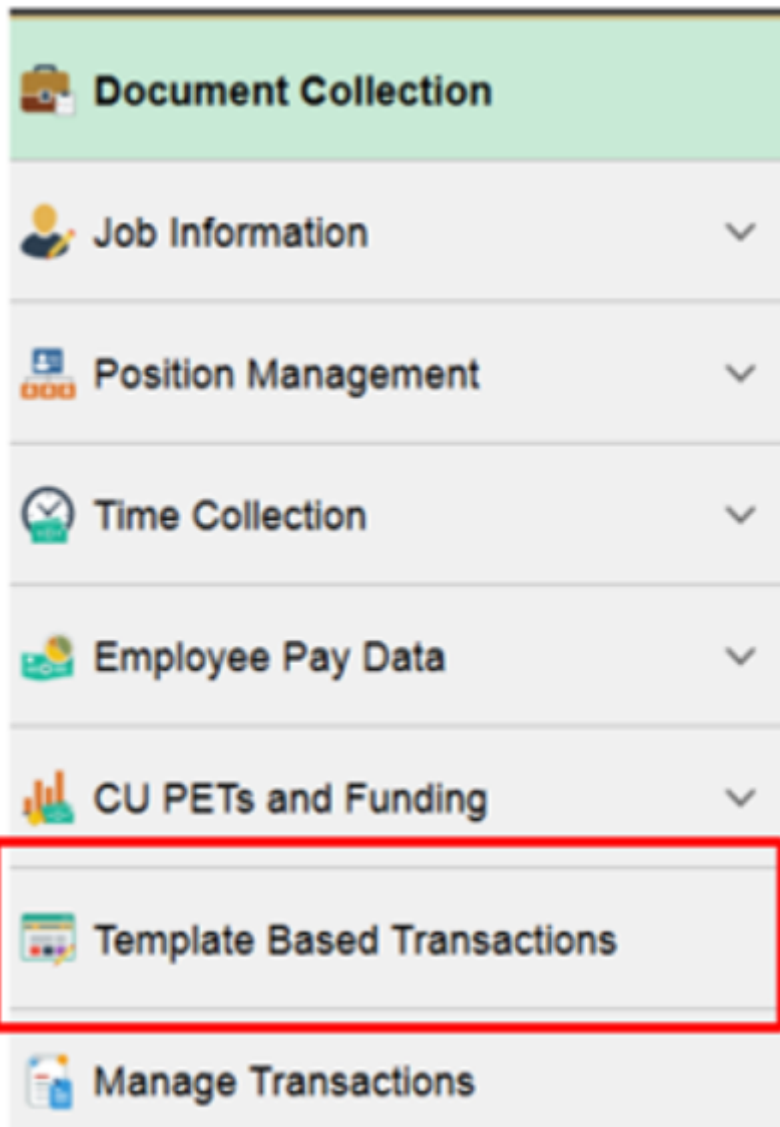 Document Collection
Job Information
Position Management
Time Collection
Employee Pay Data
CU PETs and Funding
Template Based Transactions
Manage Transactions